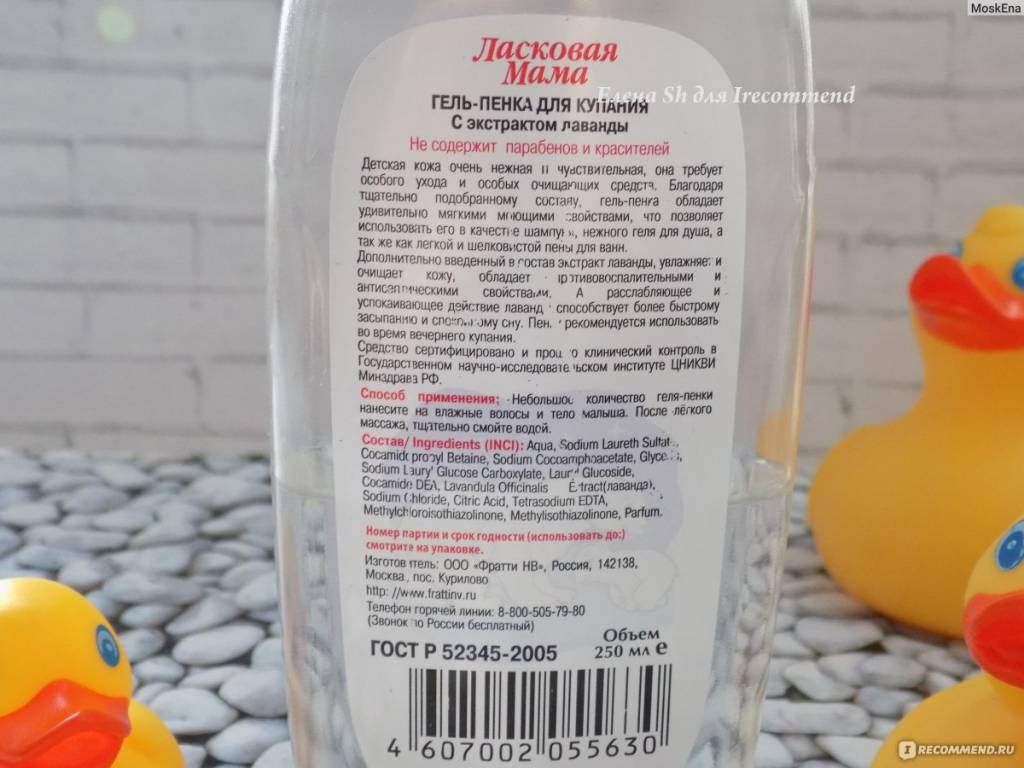 MoskEna
Ласковая
Мама
Елена Sh для Irecommend
ГЕЛЬ-ПЕНКА ДЛЯ КУПАНИЯ
С экстрактом лаванды
Не содержит парабенов и красителей
Детская кожа очень нежная и чувствительная, она требует
особого ухода и особых очищающих средств. Благодаря
тщательно подобранному составу, гель-пенка обладает
удивительно мягкими моющими свойствами, что позволяет
использовать его в качестве шампуня, нежного геля для душа, а
так же как легкой и шелковистой пены для ванн.
Дополнительно введенный в состав экстракт лаванды, увлажняет и
очищает кожу, обладает противовоспалительными и
антисептическими свойствами. А расслабляющее и
успокаивающее действие лаванды способствует более быстрому
засыпанию и спокойному сну. Пенку рекомендуется использовать
во время вечернего купания.
Средство сертифицировано и прошло клинический контроль в
Государственном научно-исследовательском институте ЦНИКВИ
Минздрава РФ.
Способ применения: Небольшое количество геля-пенки
нанесите на влажные волосы и тело малыша. После лёгкого
массажа, тщательно смойте водой.
Состав/ Ingredients (INCI): Aqua, Sodium Laureth Sulfate,
Cocamidopropyl Betaine, Sodium Cocoamphoacetate, Glycerin,
Sodium Lauryl Glucose Carboxylate, Lauryl Glucoside,
Cocamide DEA, Lavandula Officinalis Extract(лаванда),
Sodium Chloride, Citric Acid, Tetrasodium EDTA,
Methylchloroisothiazolinone, Methylisothiazolinone, Parfum.
Номер партии и срок годности (использовать до:)
смотрите на упаковке.
Изготовитель: ООО «Фратти НВ», Россия, 142138,
Москва, пос. Курилово
http://www.frattinv.ru
Телефон горячей линии: 8-800-505-79-80
(Звонок по России бесплатный)
ГОСТ Р 52345-2005
Объем
250 мл e
4 607002 055630
IRECOMMEND.RU